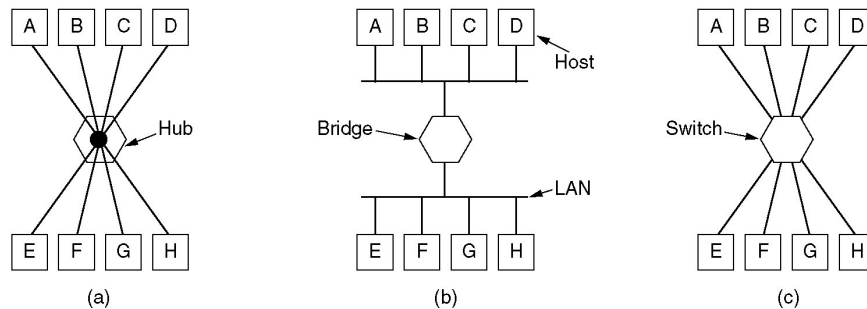 A B C D
Hub
E F G H
(a)
A B C D
Host
Bridge
LAN
E F G H
(b)
A B C D
Switch
E F G H
(c)